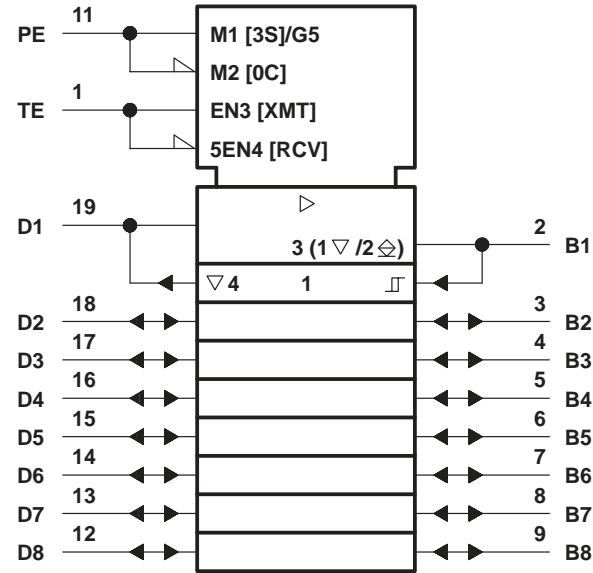 PE 11 M1 [3S]/G5
M2 [0C]
TE 1 EN3 [XMT]
5EN4 [RCV]
D1 19 ▷
3 (1 ▽ /2 ⎒) 2 B1
▽ 4 1
D2 18 3 B2
D3 17 4 B3
D4 16 5 B4
D5 15 6 B5
D6 14 7 B6
D7 13 8 B7
D8 12 9 B8